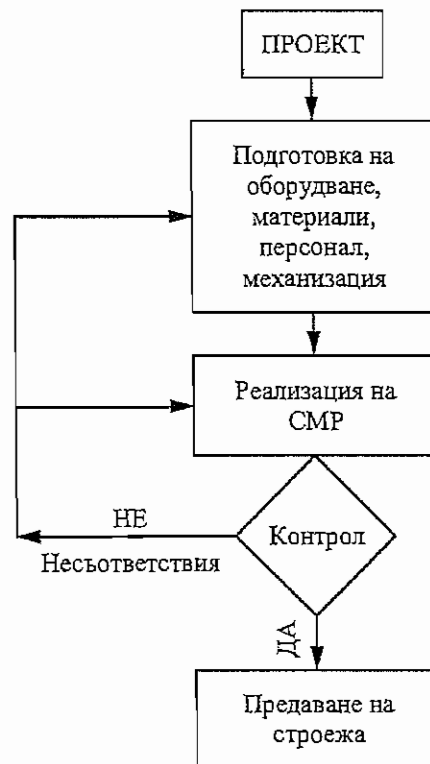 ПРОЕКТ
Подготовка на
оборудване,
материали,
персонал,
механизация
Реализация на
СМР
НЕ
Контрол
Несъответствия
ДА
Предаване на
строежа